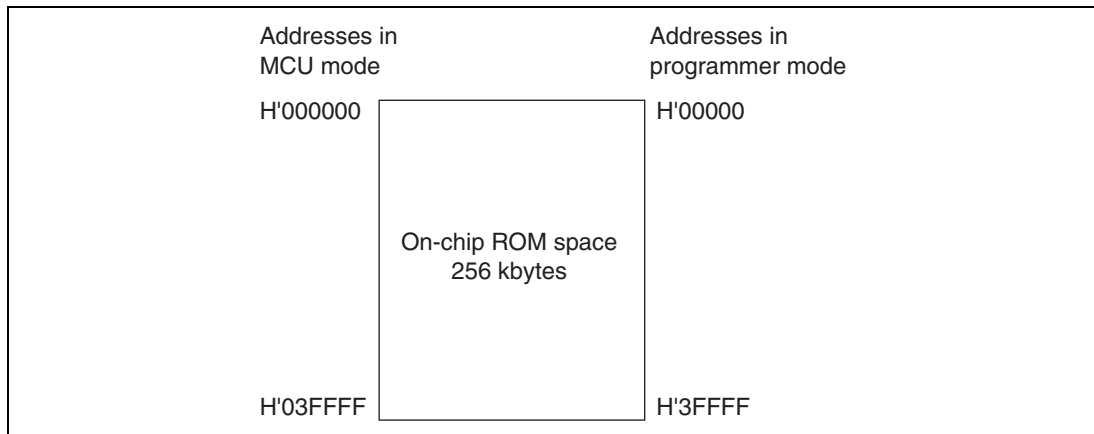 Addresses in
MCU mode
Addresses in
programmer mode
H'000000
H'00000
On-chip ROM space
256 kbytes
H'03FFFF
H'3FFFF